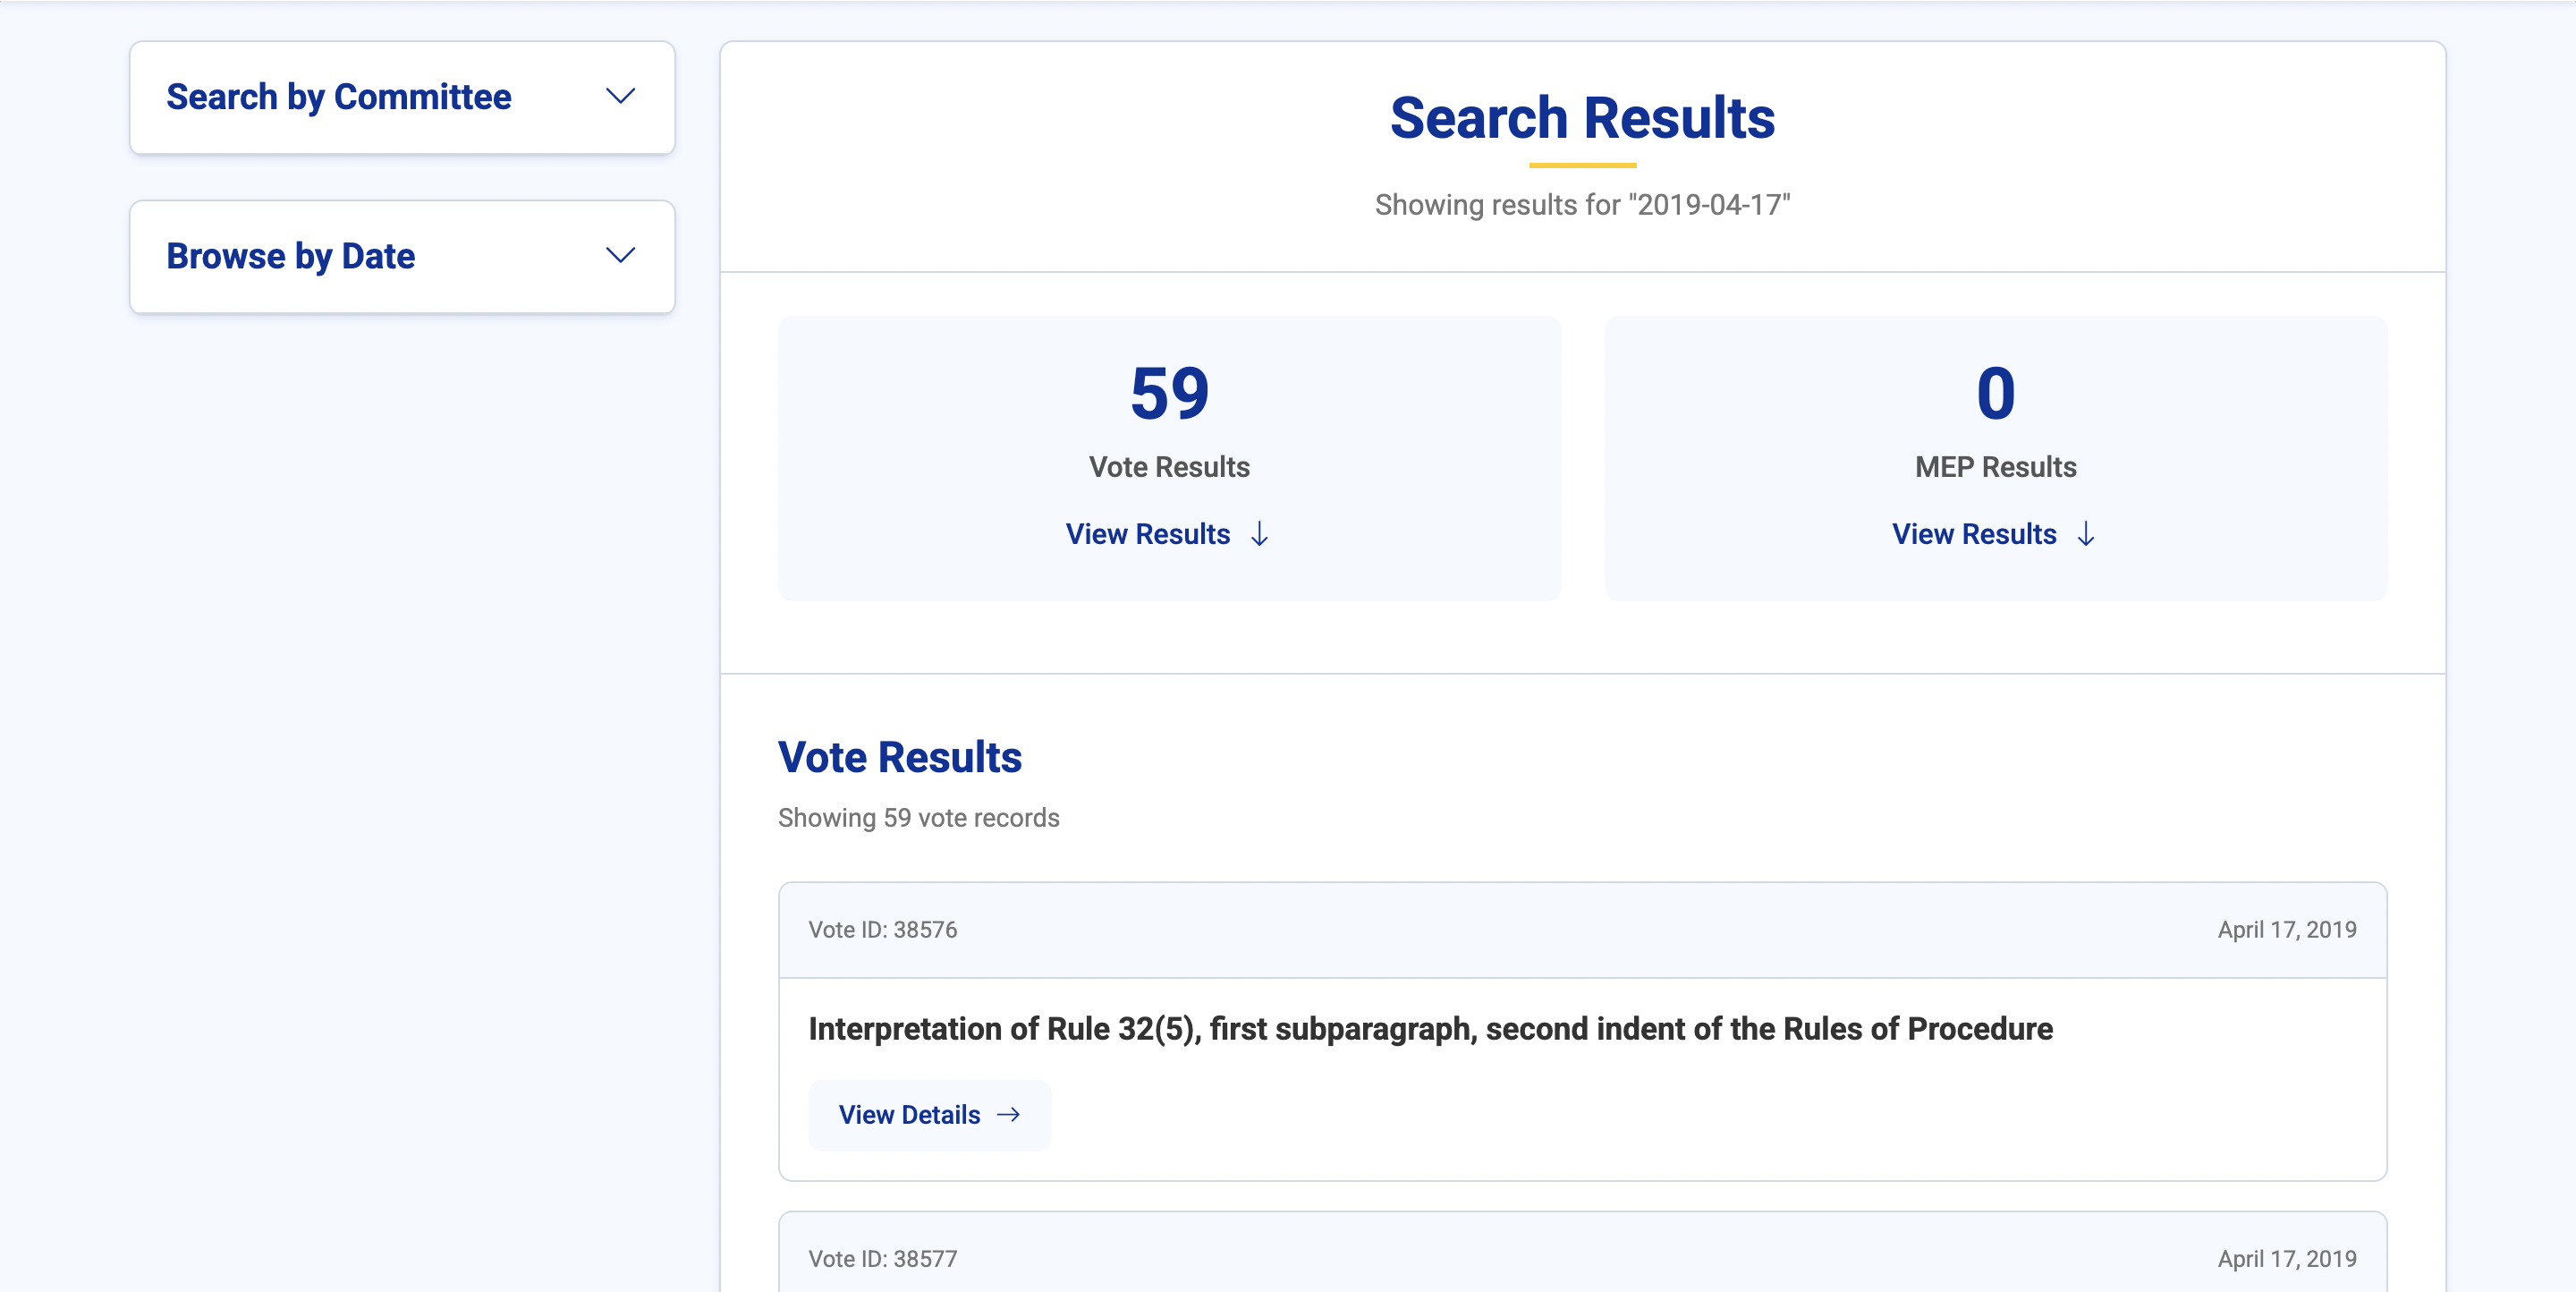 Search by Committee
Browse by Date
Search Results
Showing results for "2019-04-17"
59
Vote Results
View Results ↓
0
MEP Results
View Results ↓
Vote Results
Showing 59 vote records
Vote ID: 38576
April 17, 2019
Interpretation of Rule 32(5), first subparagraph, second indent of the Rules of Procedure
View Details →
Vote ID: 38577
April 17, 2019